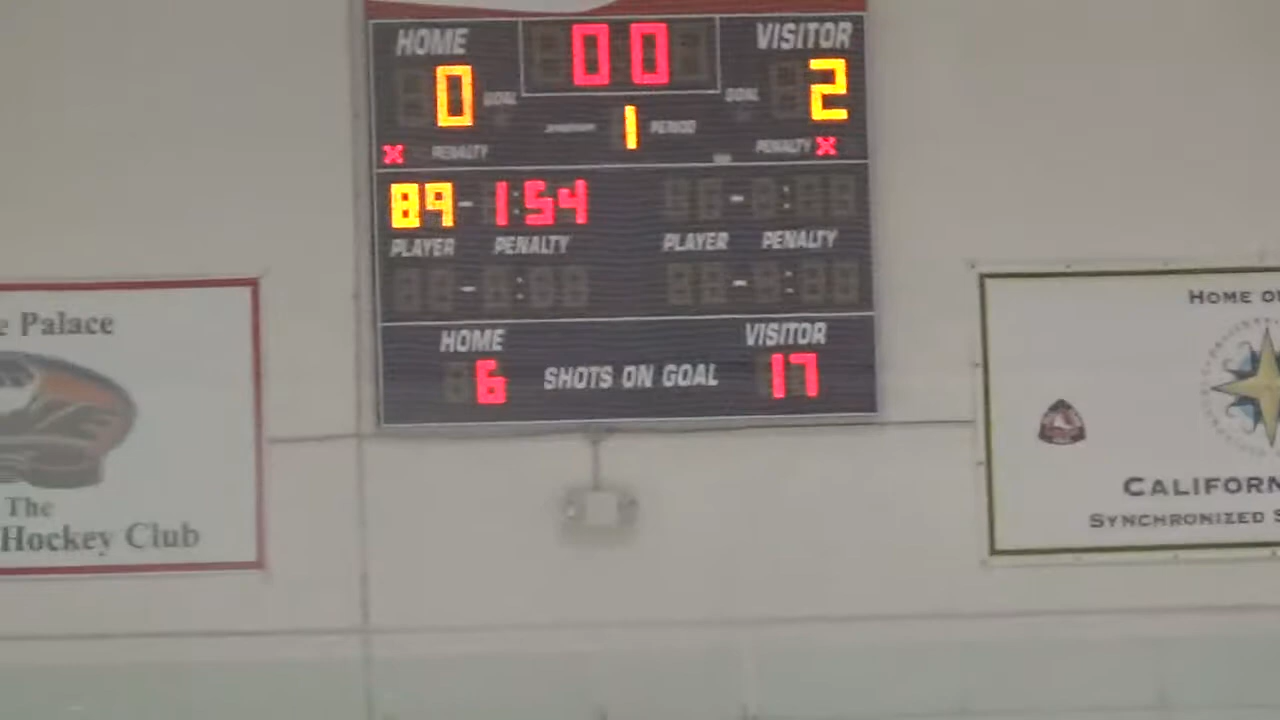 HOME 00 VISITOR
0 GOAL GOAL 2
1 PERIOD
PENALTY PENALTY
89-1:54
PLAYER PENALTY PLAYER PENALTY
HOME VISITOR
6 SHOTS ON GOAL 17
Palace
The
Hockey Club
HOME
CALIFORN
SYNCHRONIZED S